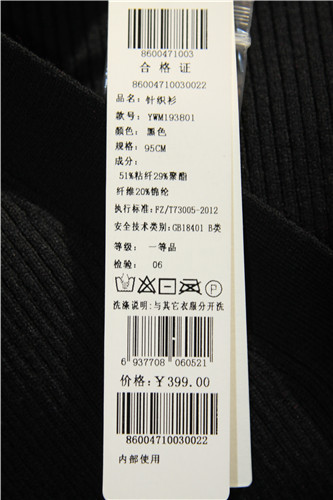 8600471003
合格证
86004710030022
品名: 针织衫
款号: YWM193801
颜色: 黑色
规格: 95CM
成分:
51%粘纤29%聚酯
纤维20%锦纶
执行标准: FZ/T73005-2012
安全技术类别: GB18401 B类
等级: 一等品
检验: 06
P
洗涤说明:与其它衣服分开洗
6 937708 060521
价格: ¥399.00
86004710030022
内部使用